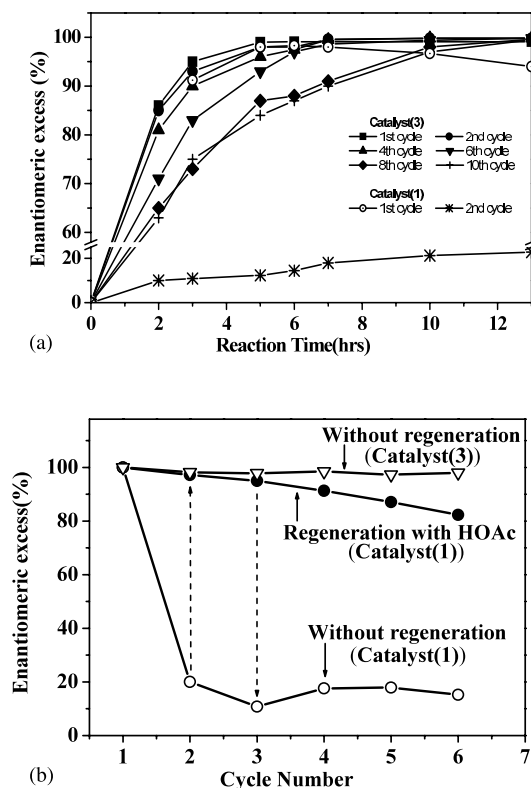 100
90
80
70
60
20
0
Enantiomeric excess (%)
Catalyst(3)
1st cycle 2nd cycle
4th cycle 6th cycle
8th cycle 10th cycle
Catalyst(1)
1st cycle 2nd cycle
0 2 4 6 8 10 12
Reaction Time(hrs)
(a)
120
100
80
60
40
20
0
Enantiomeric excess(%)
Without regeneration
(Catalyst(3))
Regeneration with HOAc
(Catalyst(1))
Without regeneration
(Catalyst(1))
1 2 3 4 5 6 7
Cycle Number
(b)